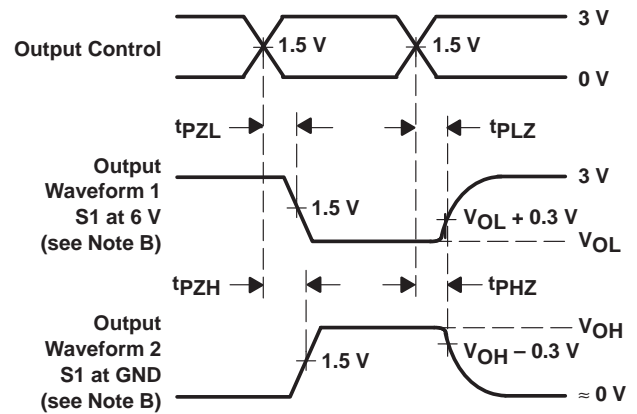 3 V
Output Control
1.5 V
1.5 V
0 V
tPZL
tPLZ
Output
Waveform 1
S1 at 6 V
(see Note B)
3 V
1.5 V
VOL + 0.3 V
VOL
tPZH
tPHZ
Output
Waveform 2
S1 at GND
(see Note B)
VOH
VOH – 0.3 V
1.5 V
≈ 0 V